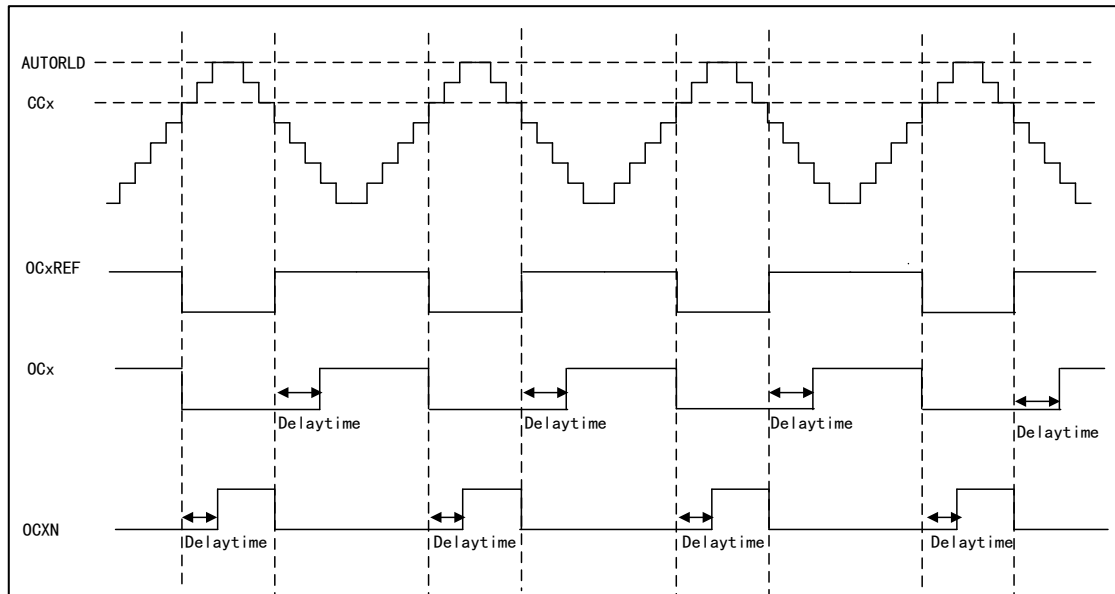 AUTORLD
CCx
OCxREF
OCx
Delaytime
Delaytime
Delaytime
Delaytime
OCXN
Delaytime
Delaytime
Delaytime
Delaytime